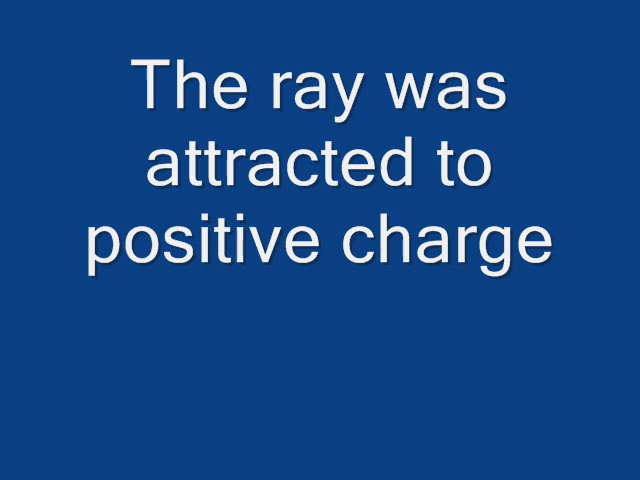 The ray was
attracted to
positive charge